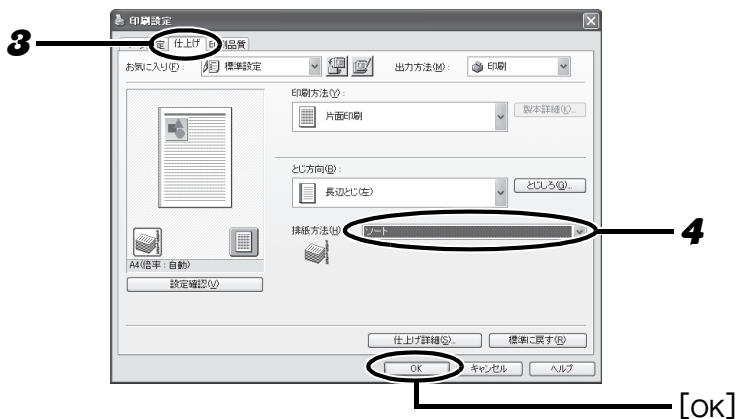 印刷設定
3
定 仕上げ 印刷品質
お気に入り(F): 標準設定 出力方法(M): 印刷
印刷方法(Y):
片面印刷 製本詳細(K)...
とじ方向(B):
長辺とじ(左) とじしろ(G)...
排紙方法(H) ソート 4
A4(倍率:自動)
設定確認(V)
仕上げ詳細(S)... 標準に戻す(R)
OK キャンセル ヘルプ
[OK]